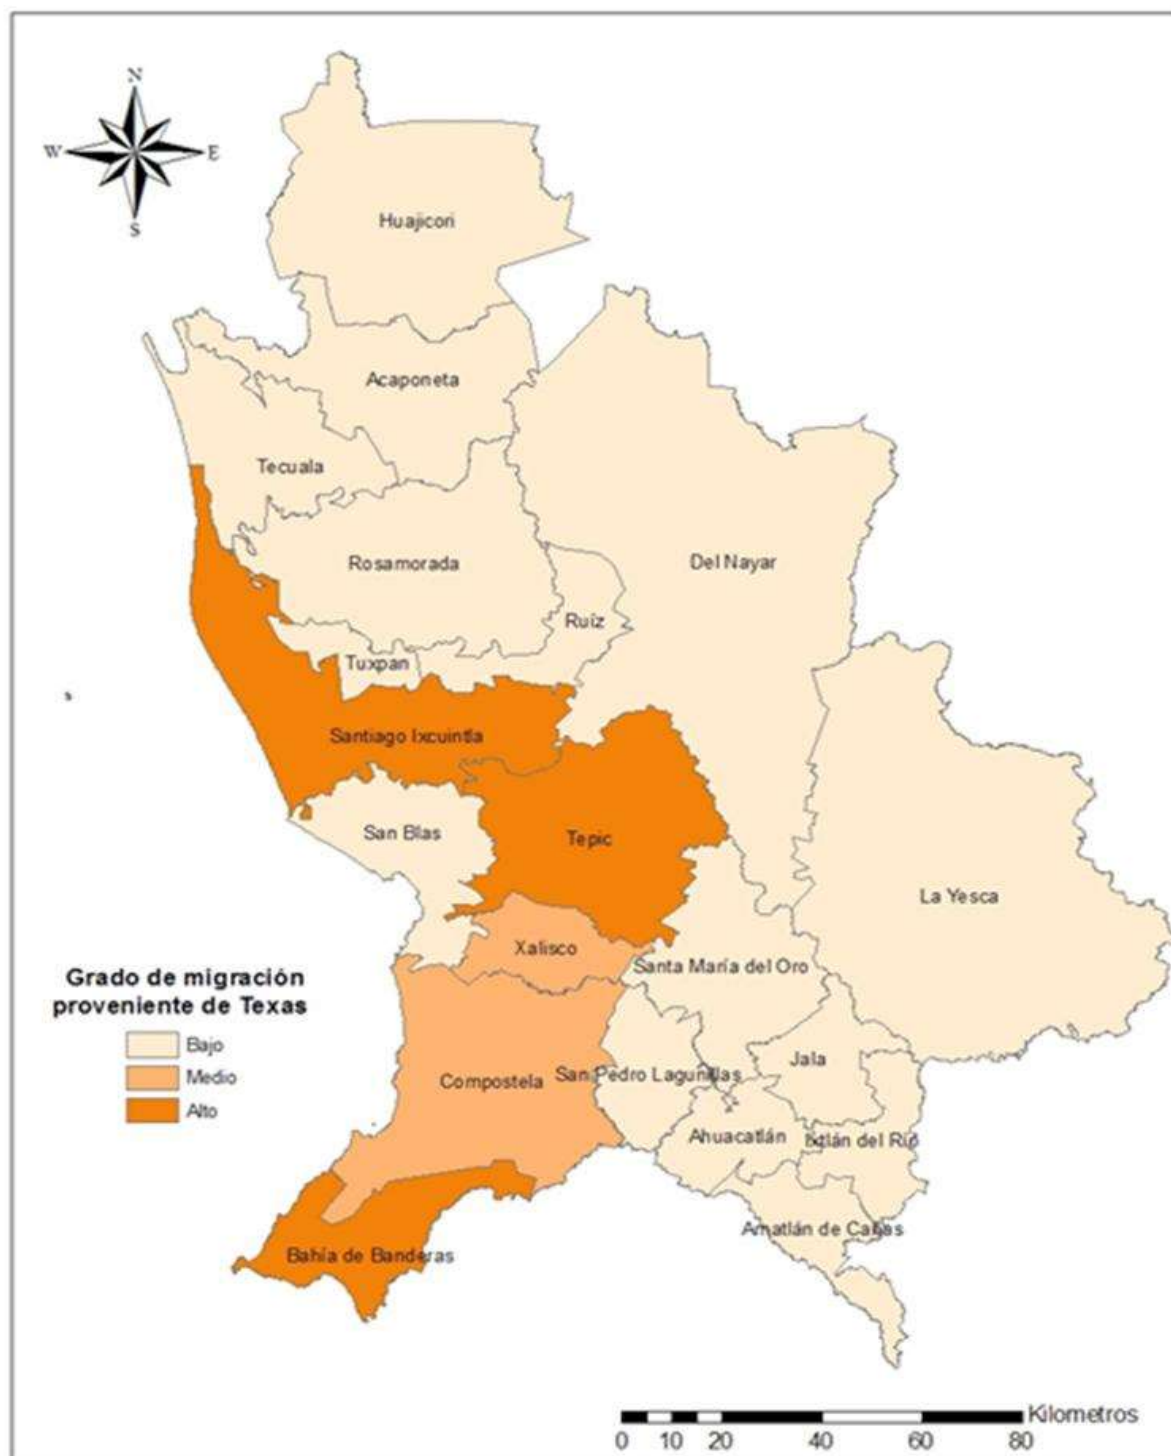 N
W E
S
Huajicori
Acaponeta
Tecuala
Rosamorada
Del Nayar
Ruíz
Tuxpan
Santiago Ixcuintla
San Blas
Tepic
La Yesca
Xalisco
Santa María del Oro
Grado de migración
proveniente de Texas
Bajo
Medio
Alto
Jala
Compostela
San Pedro Lagunillas
Ahuacatlán
Ixtlán del Río
Amatlán de Cañas
Bahía de Banderas
Kilometros
0 10 20 40 60 80